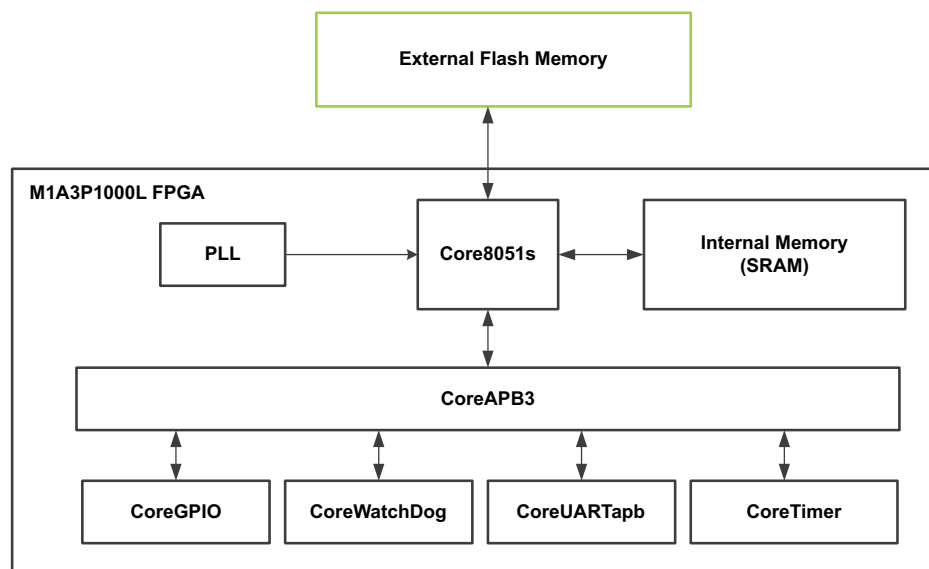 External Flash Memory
M1A3P1000L FPGA
PLL
Core8051s
Internal Memory
(SRAM)
CoreAPB3
CoreGPIO
CoreWatchDog
CoreUARTapb
CoreTimer